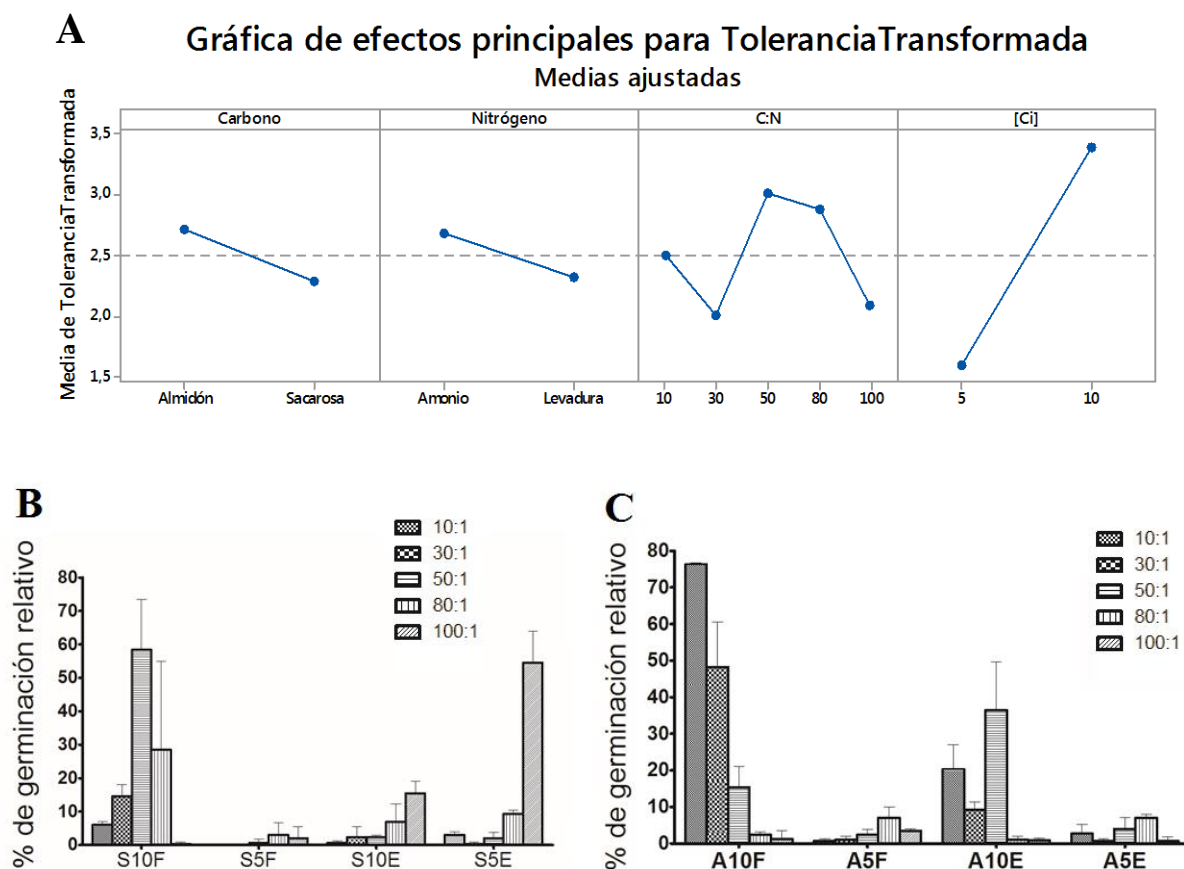 A
Gráfica de efectos principales para ToleranciaTransformada
Medias ajustadas
Carbono Nitrógeno C:N [Ci]
Media de ToleranciaTransformada
3,5
3,0
2,5
2,0
1,5
Almidón Sacarosa Amonio Levadura 10 30 50 80 100 5 10
B
% de germinación relativo
80
70
60
50
40
30
20
10
0
10:1
30:1
50:1
80:1
100:1
S10F S5F S10E S5E
C
% de germinación relativo
80
70
60
50
40
30
20
10
0
10:1
30:1
50:1
80:1
100:1
A10F A5F A10E A5E